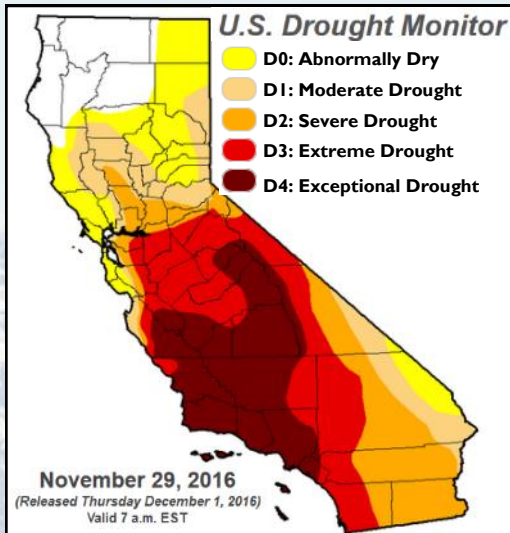 U.S. Drought Monitor
D0: Abnormally Dry
D1: Moderate Drought
D2: Severe Drought
D3: Extreme Drought
D4: Exceptional Drought
November 29, 2016
(Released Thursday December 1, 2016)
Valid 7 a.m. EST